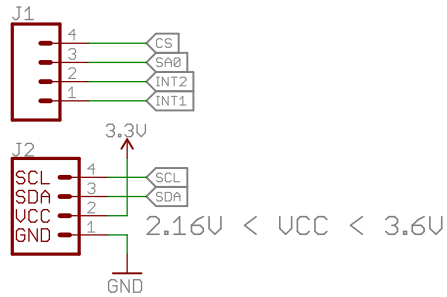 J1
4 CS
3 SA0
2 INT2
1 INT1
3.3V
J2
SCL 4 SCL
SDA 3 SDA
VCC 2
GND 1
2.16V < VCC < 3.6V
GND